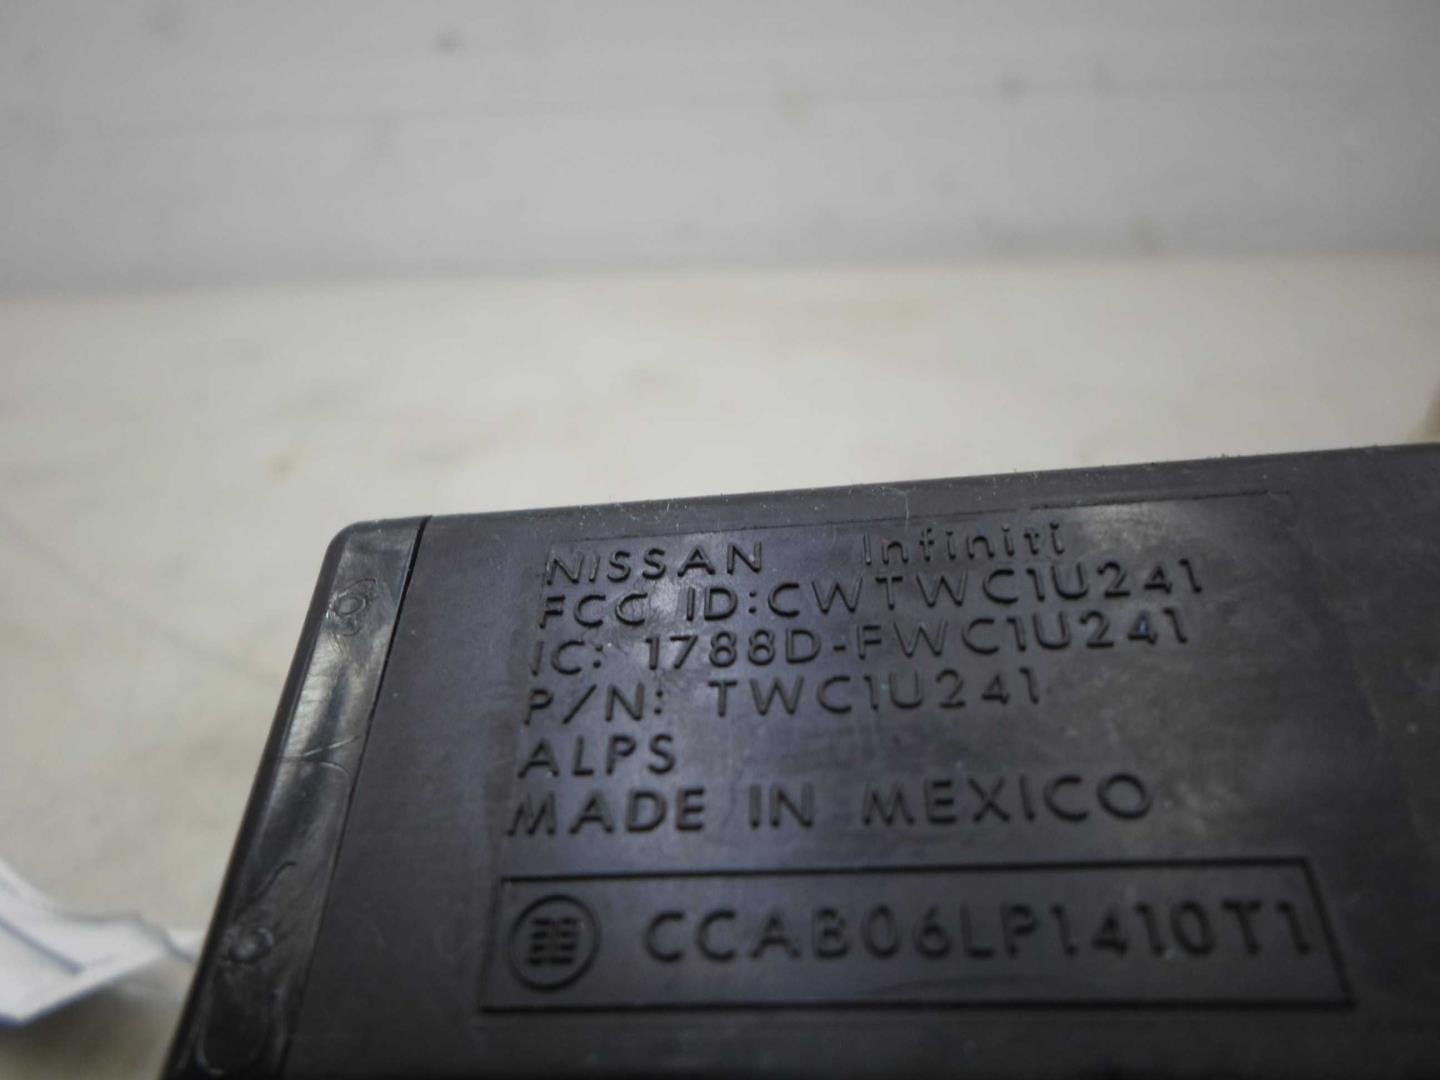 NISSAN Infiniti
FCC ID:CWTWC1U241
IC: 1788D-FWC1U241
P/N: TWC1U241
ALPS
MADE IN MEXICO
CCAB06LP1410T1